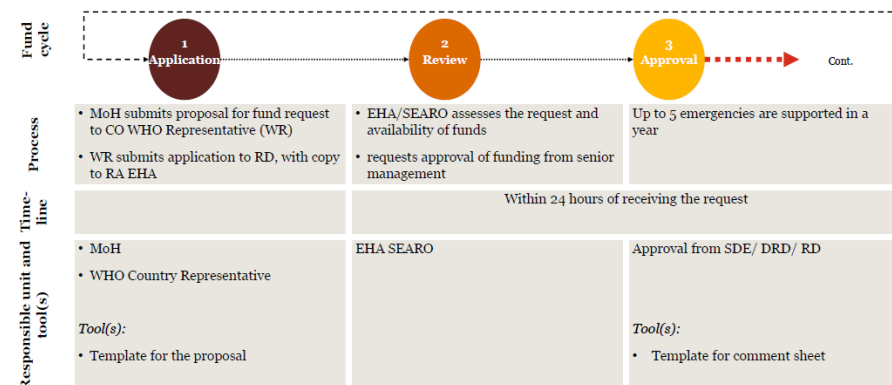 Fund
cycle
1
Application
2
Review
3
Approval
Cont.
Process
• MoH submits proposal for fund request
to CO WHO Representative (WR)
• WR submits application to RD, with copy
to RA EHA
• EHA/SEARO assesses the request and
availability of funds
• requests approval of funding from senior
management
Up to 5 emergencies are supported in a
year
Time-
line
Within 24 hours of receiving the request
Responsible unit and
tool(s)
• MoH
• WHO Country Representative
Tool(s):
• Template for the proposal
EHA SEARO
Approval from SDE/ DRD/ RD
Tool(s):
• Template for comment sheet